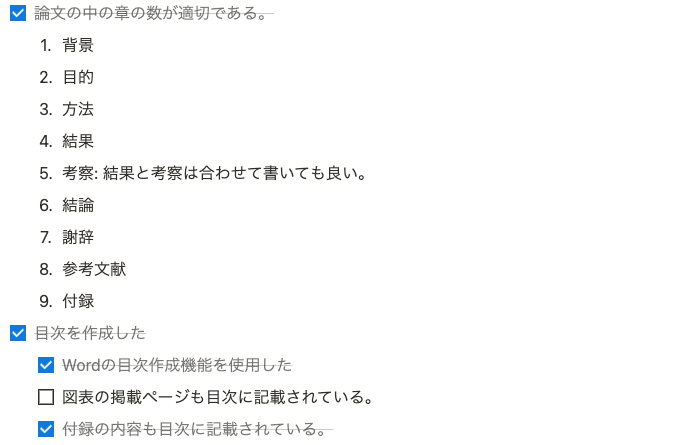 論文の中の章の数が適切である。
1. 背景
2. 目的
3. 方法
4. 結果
5. 考察: 結果と考察は合わせて書いても良い。
6. 結論
7. 謝辞
8. 参考文献
9. 付録
目次を作成した
Wordの目次作成機能を使用した
図表の掲載ページも目次に記載されている。
付録の内容も目次に記載されている。